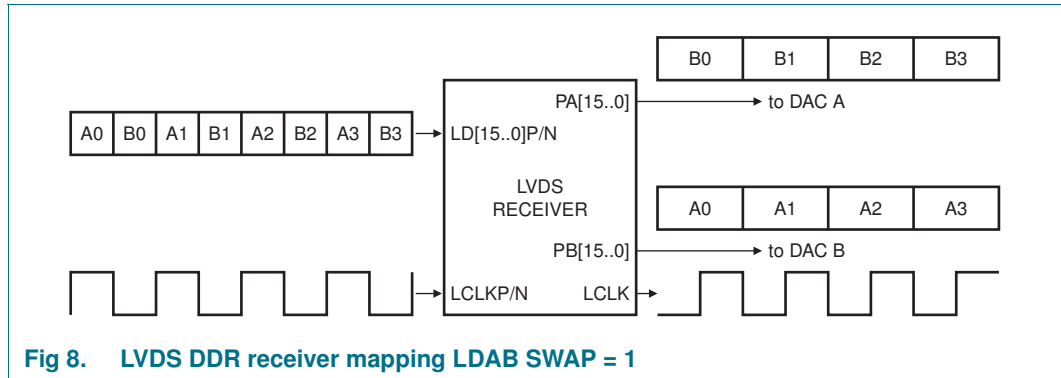 B0 B1 B2 B3
PA[15..0] to DAC A
A0 B0 A1 B1 A2 B2 A3 B3 LD[15..0]P/N
LVDS
RECEIVER
A0 A1 A2 A3
PB[15..0] to DAC B
LCLKP/N LCLK
Fig 8. LVDS DDR receiver mapping LDAB SWAP = 1